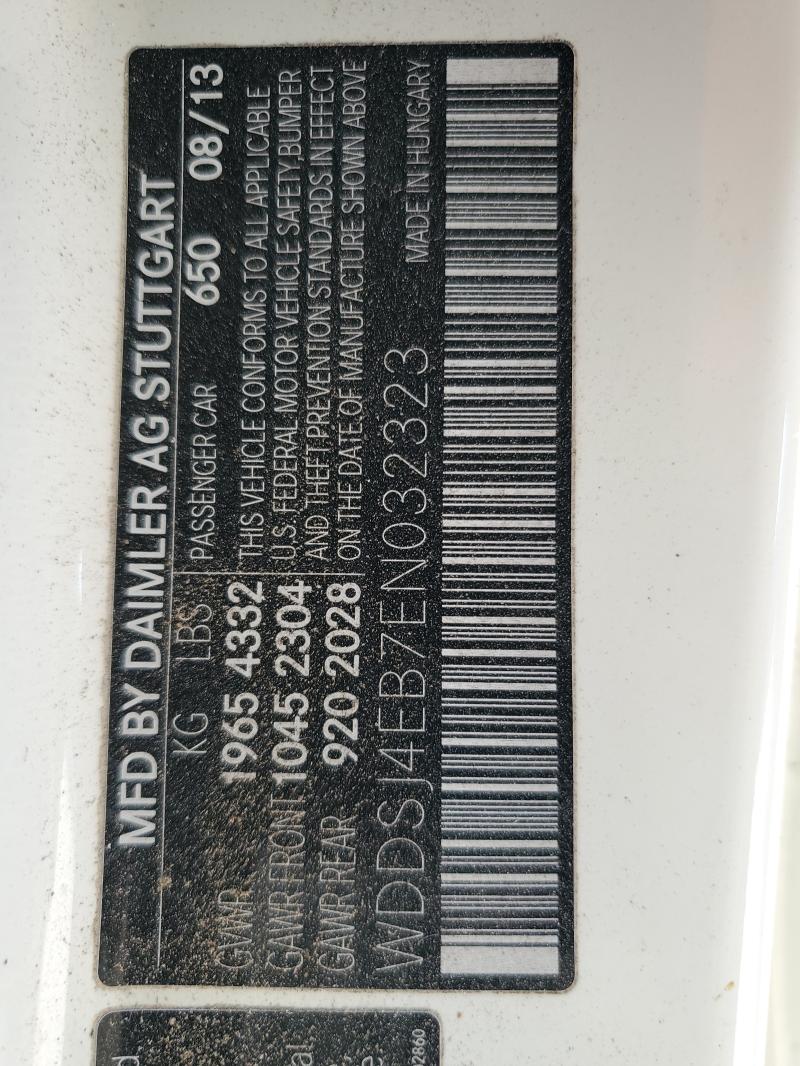 MFD BY DAIMLER AG STUTTGART
KG LBS PASSENGER CAR 650 08/13
GVWR 1965 4332 THIS VEHICLE CONFORMS TO ALL APPLICABLE
GAWR FRONT 1045 2304 U.S. FEDERAL MOTOR VEHICLE SAFETY, BUMPER
GAWR REAR 920 2028 AND THEFT PREVENTION STANDARDS IN EFFECT
ON THE DATE OF MANUFACTURE SHOWN ABOVE
WDDSJ4EB7EN032323 MADE IN HUNGARY
2860